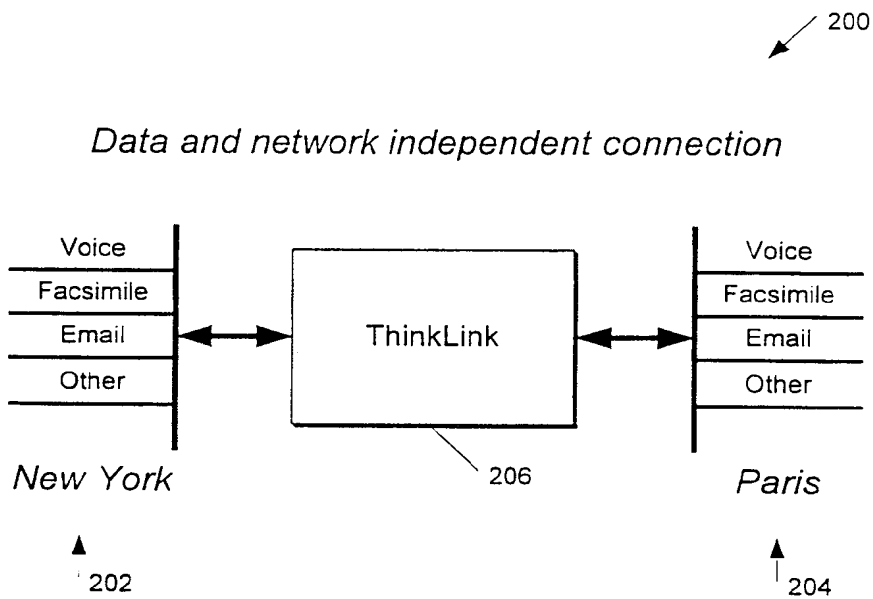 200
Data and network independent connection
Voice
Facsimile
Email
Other
ThinkLink
Voice
Facsimile
Email
Other
206
New York
Paris
202
204